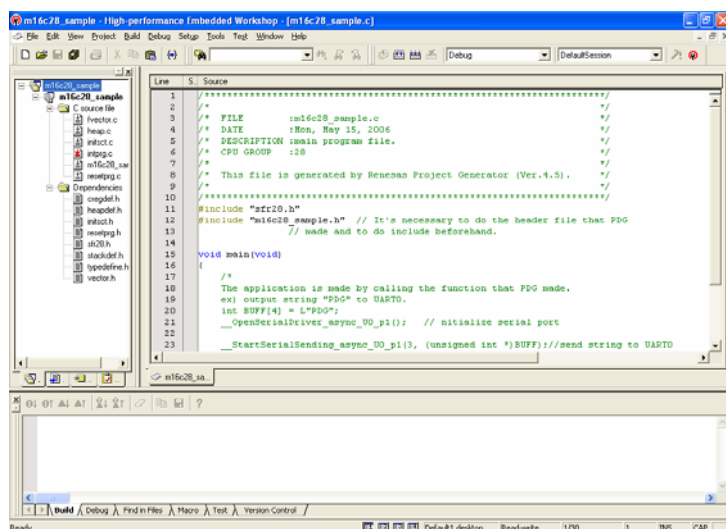 m16c28_sample - High-performance Embedded Workshop - [m16c28_sample.c]
File Edit View Project Build Debug Setup Tools Test Window Help
Debug
DefaultSession
m16c28_sample
m16c28_sample
C source file
fvector.c
heap.c
initsct.c
intprg.c
m16c28_sar
resetprg.c
Dependencies
cregdef.h
heapdef.h
initsct.h
resetprg.h
sfr28.h
stackdef.h
typedefine.h
vector.h
Line S.. Source
1 /***********************************************************************/
2 /* */
3 /* FILE :m16c28_sample.c */
4 /* DATE :Mon, May 15, 2006 */
5 /* DESCRIPTION :main program file. */
6 /* CPU GROUP :28 */
7 /* */
8 /* This file is generated by Renesas Project Generator (Ver.4.5). */
9 /* */
10 /***********************************************************************/
11 #include "sfr28.h"
12 #include "m16c28_sample.h" // It's necessary to do the header file that PDG
13 // made and to do include beforehand.
14
15 void main(void)
16 {
17 /*
18 The application is made by calling the function that PDG made.
19 ex) output string "PDG" to UART0.
20 int BUFF[4] = L"PDG";
21 __OpenSerialDriver_async_U0_p1(); // nitialize serial port
22
23 __StartSerialSending_async_U0_p1(3, (unsigned int *)BUFF);//send string to UART0
m16c28_sa...
Build Debug Find in Files Macro Test Version Control
Ready
Default1 desktop Read-write 1/30 1 INS CAP